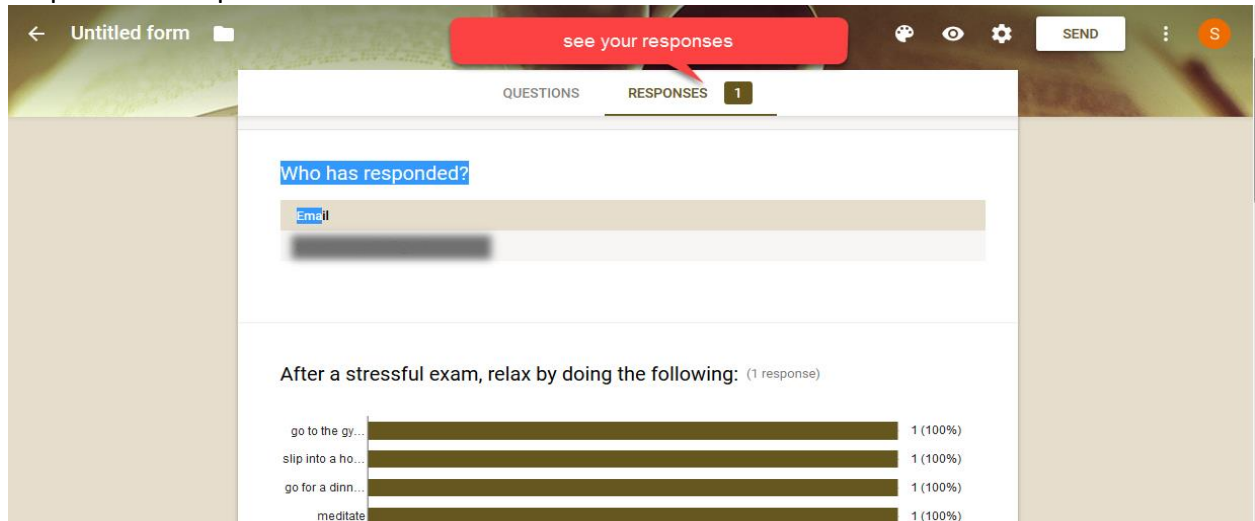 Untitled form
see your responses
SEND
S
QUESTIONS RESPONSES 1
Who has responded?
Email
After a stressful exam, relax by doing the following: (1 response)
go to the gy... 1 (100%)
slip into a ho... 1 (100%)
go for a dinn... 1 (100%)
meditate 1 (100%)